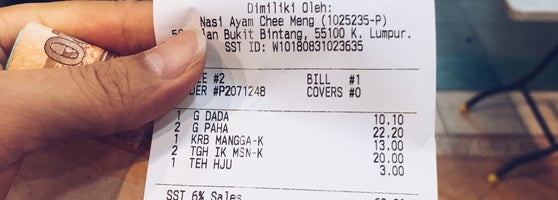 Dimiliki Oleh:
Nasi Ayam Chee Meng (1025235-P)
Bukit Bintang, 55100 K. Lumpur.
SST ID: W10180831023635
#2 BILL #1
#P2071248 COVERS #0
1 G DADA 10.10
2 G PAHA 22.20
1 KRB MANGGA-K 13.00
2 TGH IK MSN-K 20.00
1 TEH HJU 3.00
SST 6% Sales